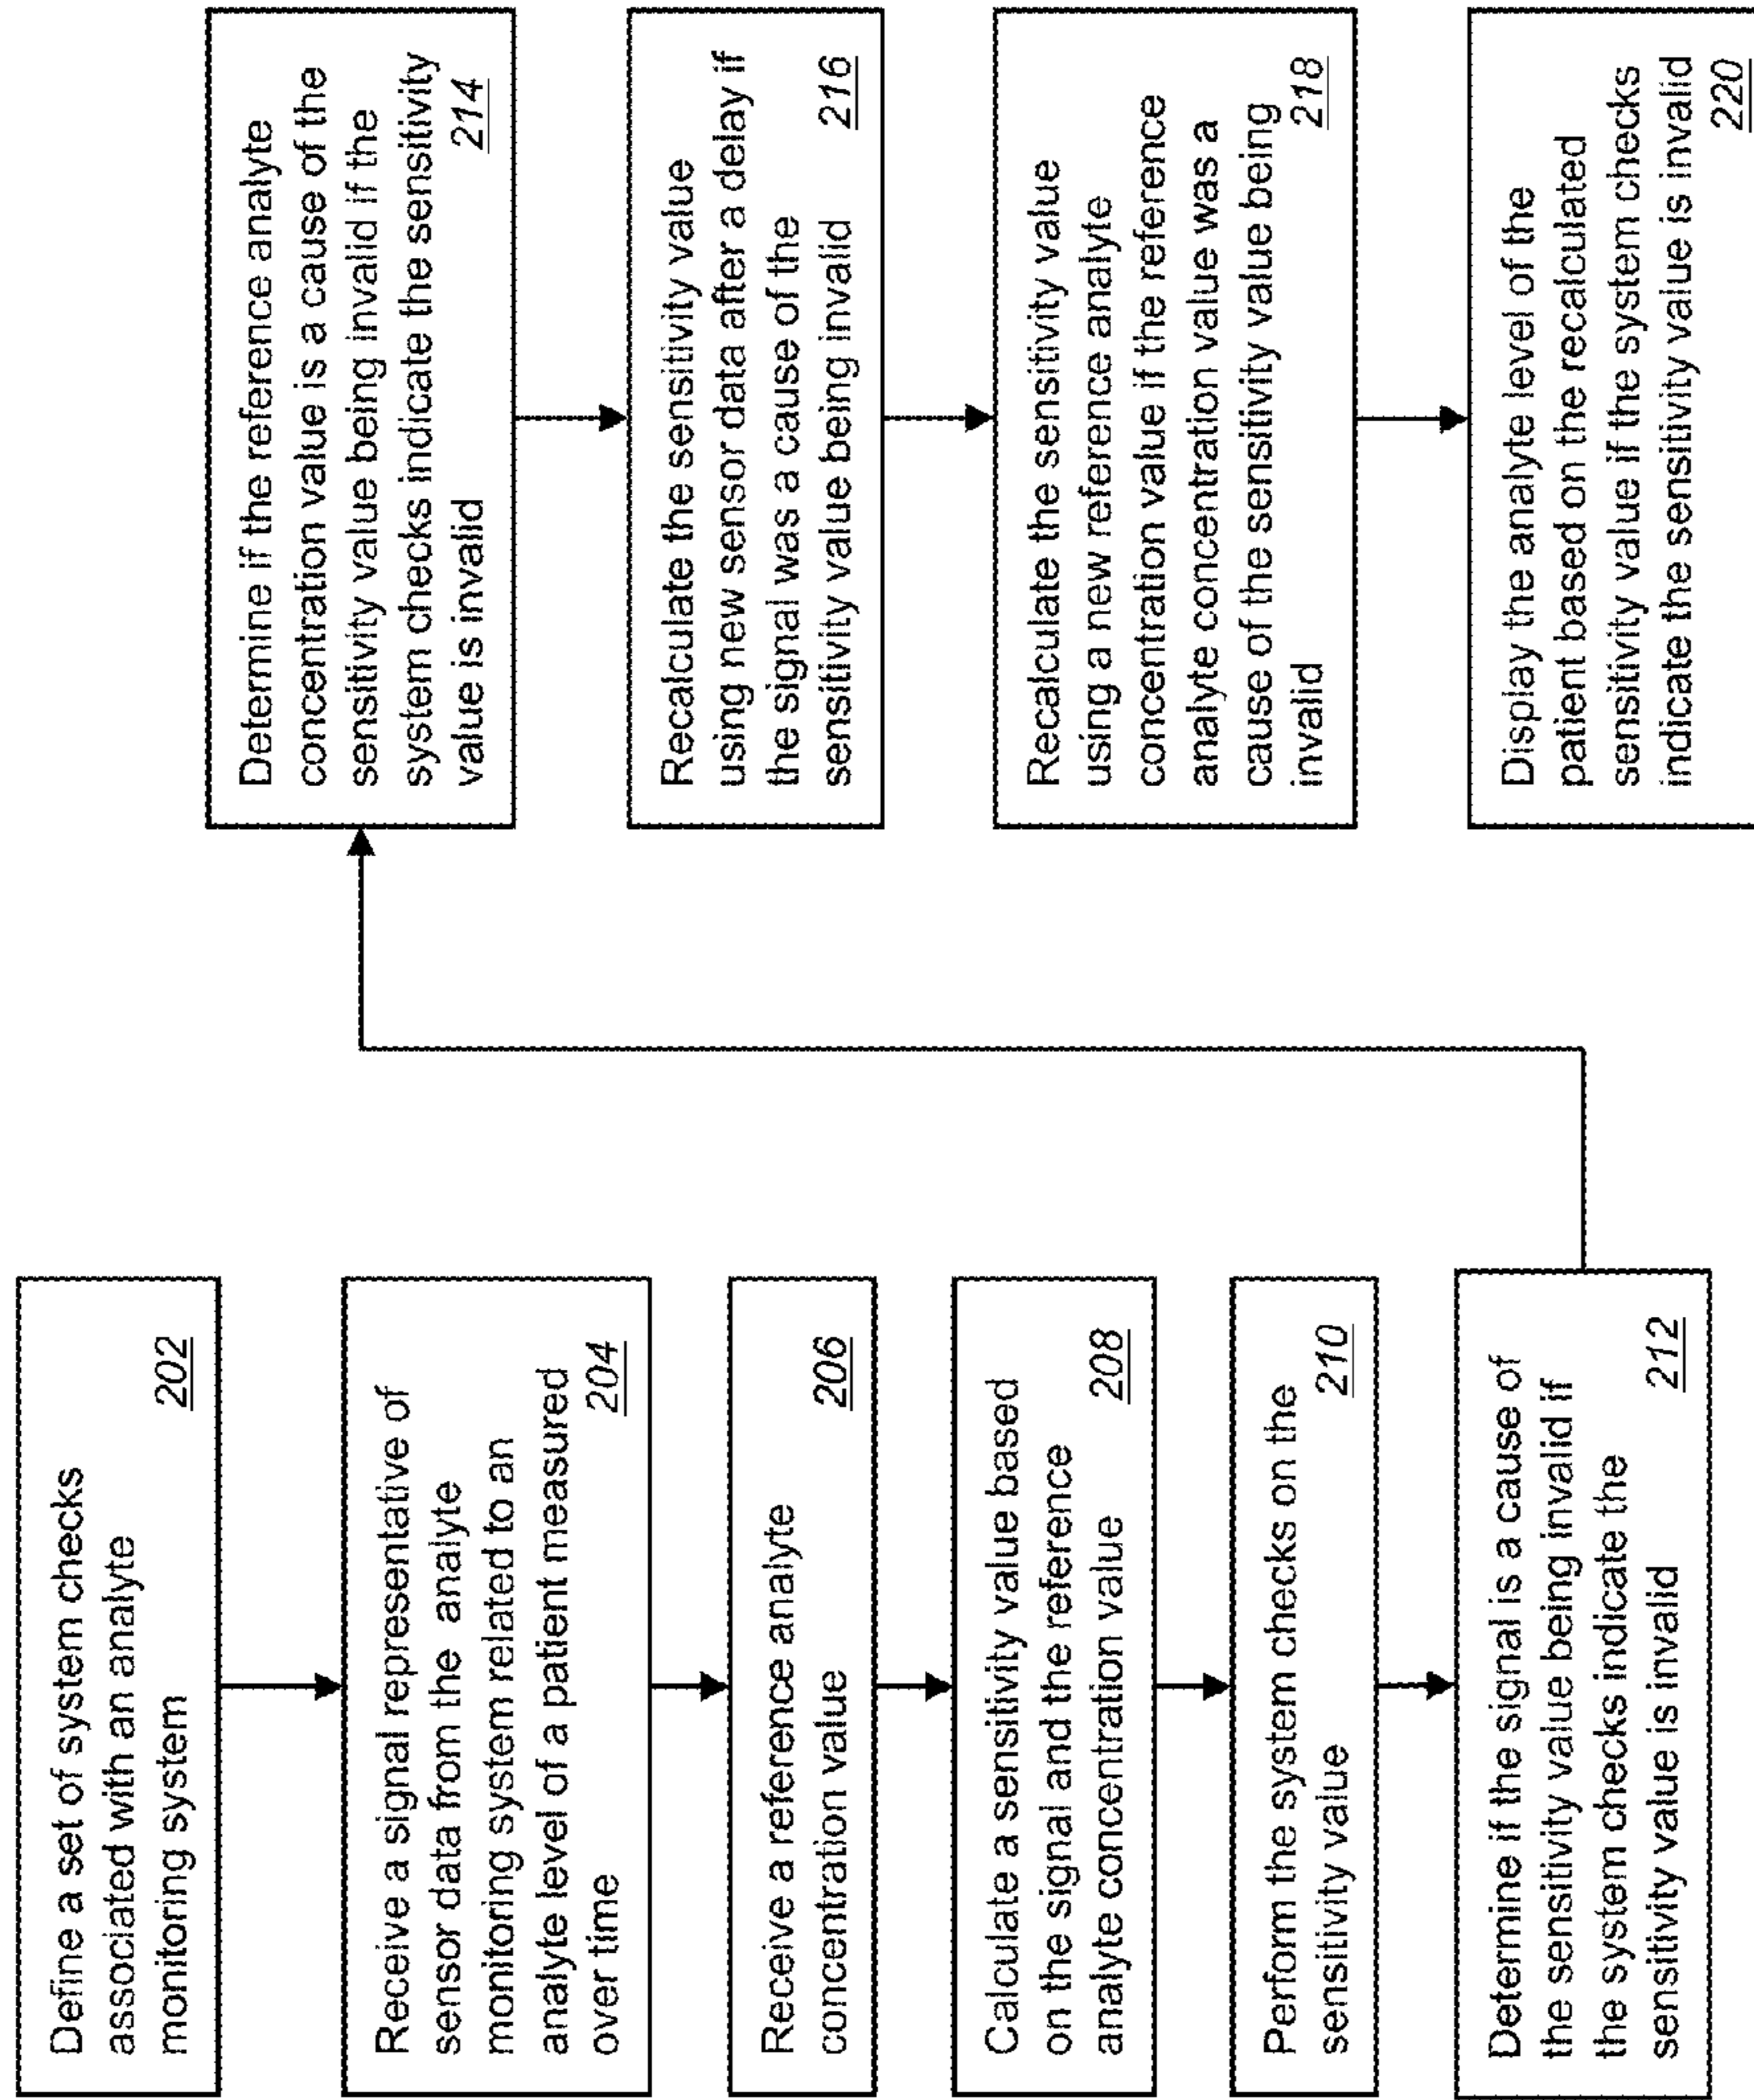 Define a set of system checks
associated with an analyte
monitoring system
202
Receive a signal representative of
sensor data from the analyte
monitoring system related to an
analyte level of a patient measured
over time
204
Receive a reference analyte
concentration value
206
Calculate a sensitivity value based
on the signal and the reference
analyte concentration value
208
Perform the system checks on the
sensitivity value
210
Determine if the signal is a cause of
the sensitivity value being invalid if
the system checks indicate the
sensitivity value is invalid
212
Determine if the reference analyte
concentration value is a cause of the
sensitivity value being invalid if the
system checks indicate the sensitivity
value is invalid
214
Recalculate the sensitivity value
using new sensor data after a delay if
the signal was a cause of the
sensitivity value being invalid
216
Recalculate the sensitivity value
using a new reference analyte
concentration value if the reference
analyte concentration value was a
cause of the sensitivity value being
invalid
218
Display the analyte level of the
patient based on the recalculated
sensitivity value if the system checks
indicate the sensitivity value is invalid
220